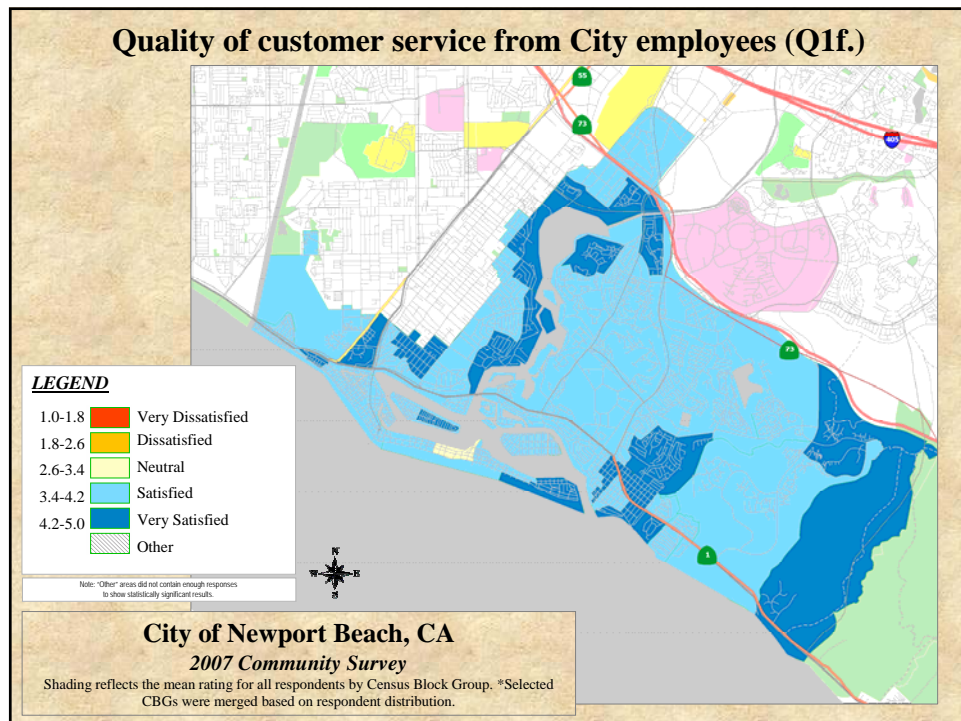 Quality of customer service from City employees (Q1f.)
55
73
405
73
1
LEGEND
1.0-1.8 Very Dissatisfied
1.8-2.6 Dissatisfied
2.6-3.4 Neutral
3.4-4.2 Satisfied
4.2-5.0 Very Satisfied
Other
Note: "Other" areas did not contain enough responses
to show statistically significant results.
N
W E
S
City of Newport Beach, CA
2007 Community Survey
Shading reflects the mean rating for all respondents by Census Block Group. *Selected
CBGs were merged based on respondent distribution.